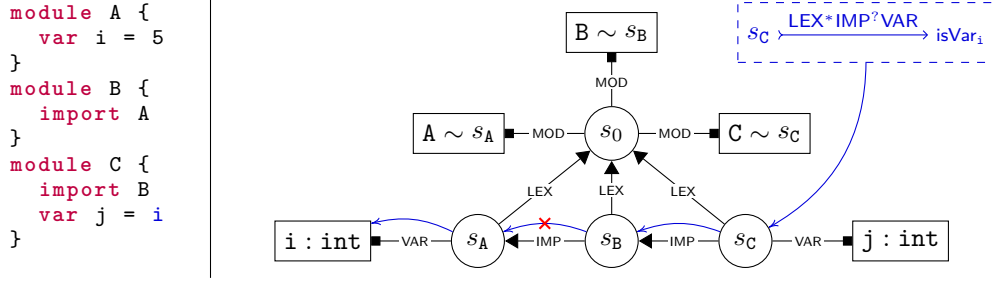 module A {
  var i = 5
}
module B {
  import A
}
module C {
  import B
  var j = i
}
B ∼ s_B
s_C LEX*IMP?VAR isVar_i
MOD
A ∼ s_A MOD s_0 MOD C ∼ s_C
LEX LEX LEX
i : int VAR s_A IMP s_B IMP s_C VAR j : int